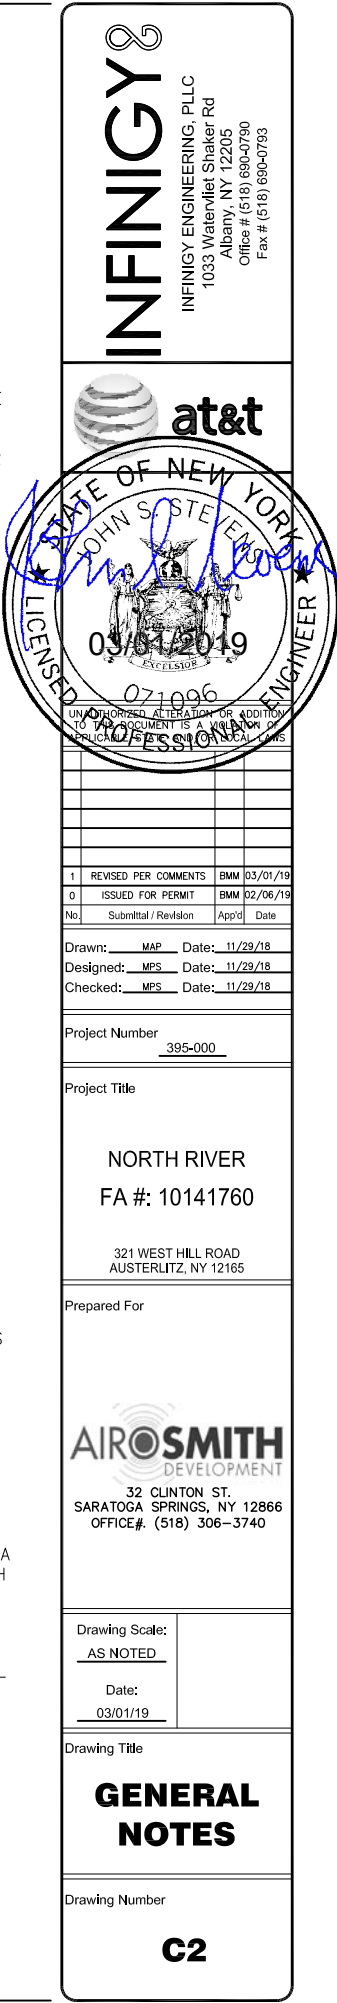 INFINIGY
INFINIGY ENGINEERING, PLLC
1033 Watervliet Shaker Rd
Albany, NY 12205
Office # (518) 690-0790
Fax # (518) 690-0793
at&t
STATE OF NEW YORK
JOHN S. STEVENS
EXCELSIOR
03/01/2019
071096
LICENSED PROFESSIONAL ENGINEER
UNAUTHORIZED ALTERATION OR ADDITION
TO THIS DOCUMENT IS A VIOLATION OF
APPLICABLE STATE AND/OR LOCAL LAWS
1 REVISED PER COMMENTS BMM 03/01/19
0 ISSUED FOR PERMIT BMM 02/06/19
No. Submittal / Revision App'd Date
Drawn: MAP Date: 11/29/18
Designed: MPS Date: 11/29/18
Checked: MPS Date: 11/29/18
Project Number
395-000
Project Title
NORTH RIVER
FA #: 10141760
321 WEST HILL ROAD
AUSTERLITZ, NY 12165
Prepared For
AIROSMITH
DEVELOPMENT
32 CLINTON ST.
SARATOGA SPRINGS, NY 12866
OFFICE#. (518) 306-3740
Drawing Scale:
AS NOTED
Date:
03/01/19
Drawing Title
GENERAL
NOTES
Drawing Number
C2